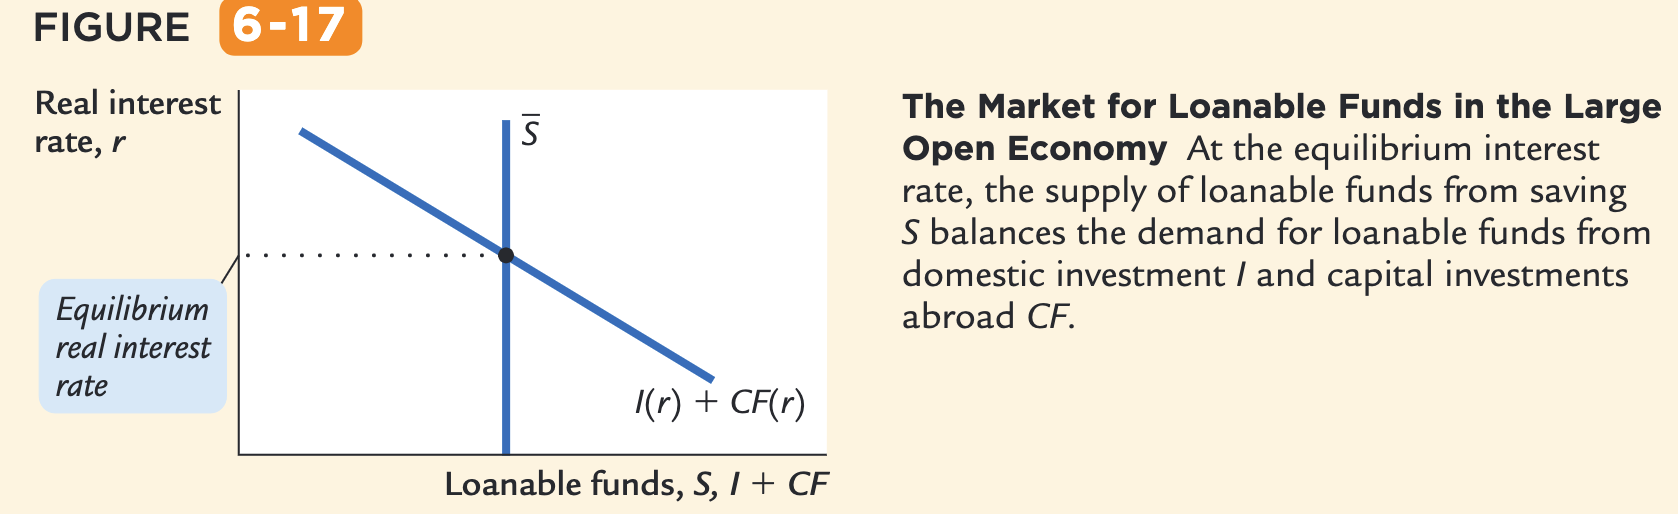 FIGURE 6-17
Real interest
rate, r
S̅
Equilibrium
real interest
rate
I(r) + CF(r)
Loanable funds, S, I + CF
The Market for Loanable Funds in the Large
Open Economy At the equilibrium interest
rate, the supply of loanable funds from saving
S balances the demand for loanable funds from
domestic investment I and capital investments
abroad CF.